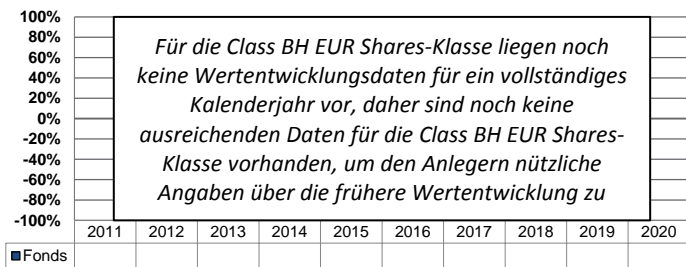 100%
80%
60%
40%
20%
0%
-20%
-40%
-60%
-80%
-100%
Für die Class BH EUR Shares-Klasse liegen noch
keine Wertentwicklungsdaten für ein vollständiges
Kalenderjahr vor, daher sind noch keine
ausreichenden Daten für die Class BH EUR Shares-
Klasse vorhanden, um den Anlegern nützliche
Angaben über die frühere Wertentwicklung zu
2011 2012 2013 2014 2015 2016 2017 2018 2019 2020
Fonds